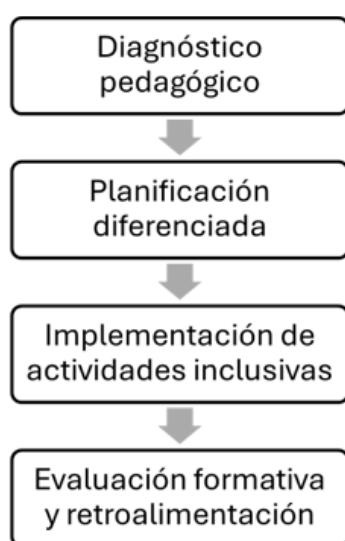 Diagnóstico
pedagógico
Planificación
diferenciada
Implementación de
actividades inclusivas
Evaluación formativa
y retroalimentación